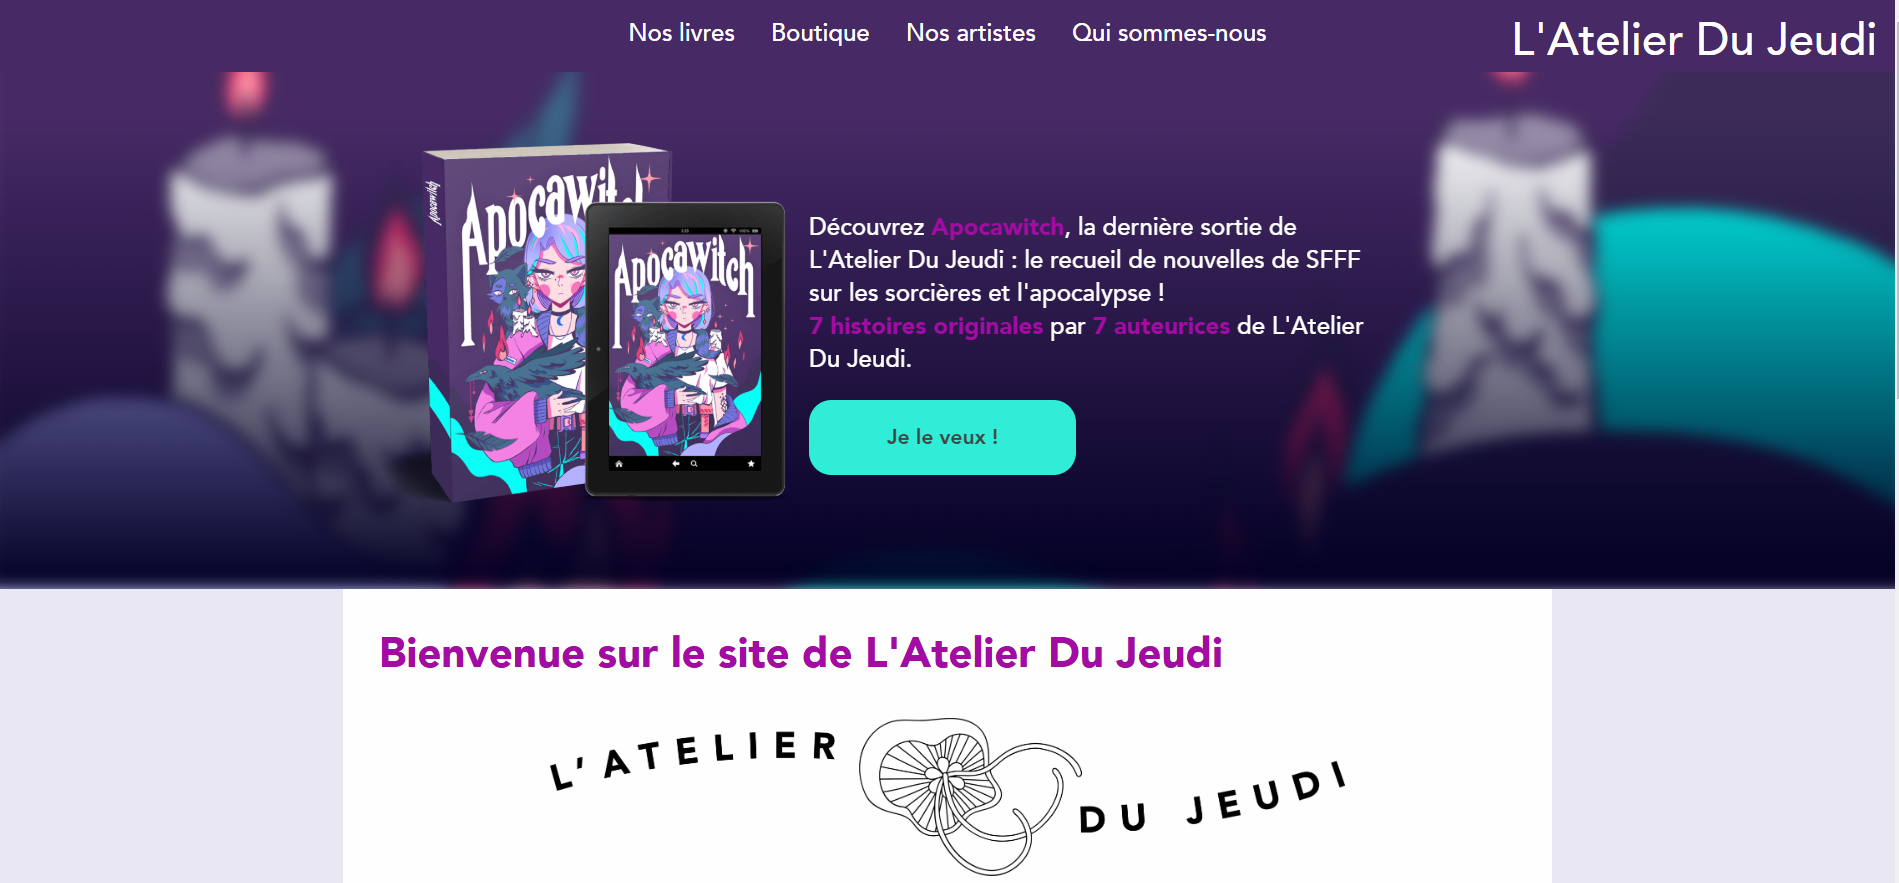 Nos livres Boutique Nos artistes Qui sommes-nous
L'Atelier Du Jeudi
Apocawitch
Apocawitch
Apocawitch
Découvrez Apocawitch, la dernière sortie de
L'Atelier Du Jeudi : le recueil de nouvelles de SFFF
sur les sorcières et l'apocalypse !
7 histoires originales par 7 auteurices de L'Atelier
Du Jeudi.
Je le veux !
Bienvenue sur le site de L'Atelier Du Jeudi
L'ATELIER
DU JEUDI